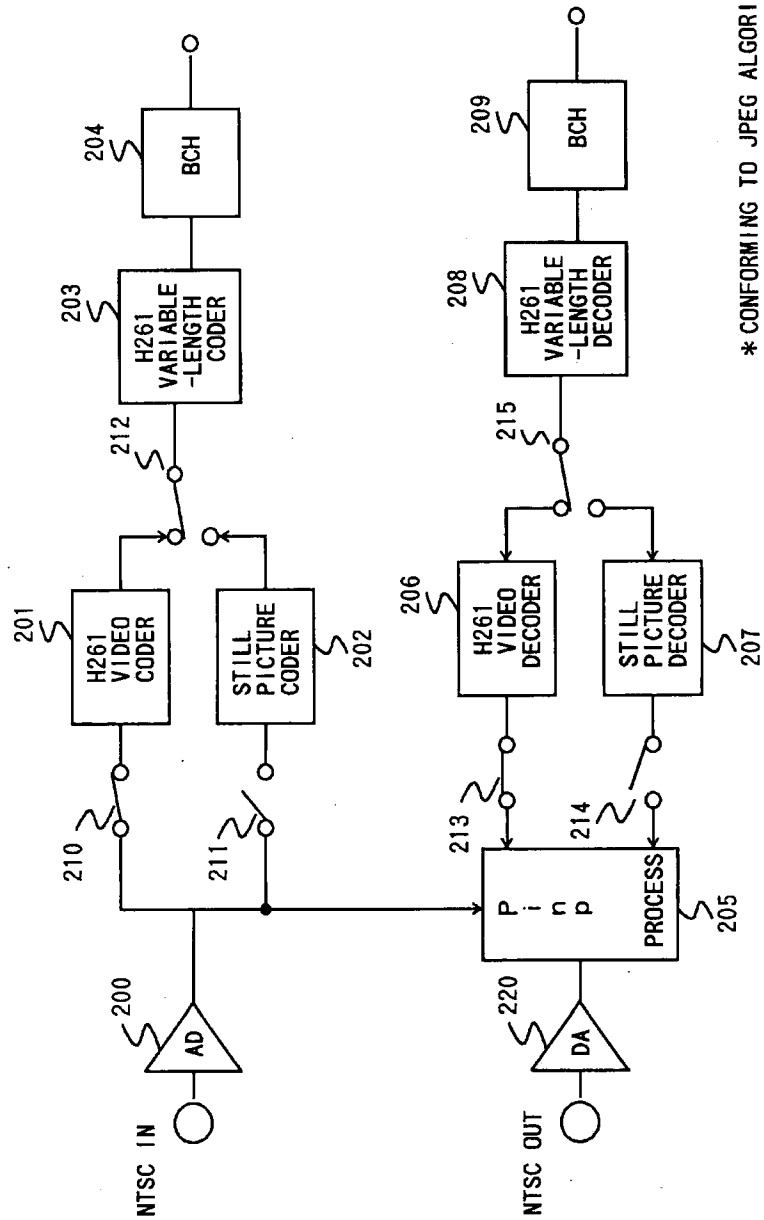 NTSC IN
200
AD
210
211
201
H261
VIDEO
CODER
STILL
PICTURE
CODER
202
212
203
H261
VARIABLE
-LENGTH
CODER
204
BCH
NTSC OUT
220
DA
P in p
PROCESS
205
213
214
206
H261
VIDEO
DECODER
STILL
PICTURE
DECODER
207
215
208
H261
VARIABLE
-LENGTH
DECODER
209
BCH
* CONFORMING TO JPEG ALGORI